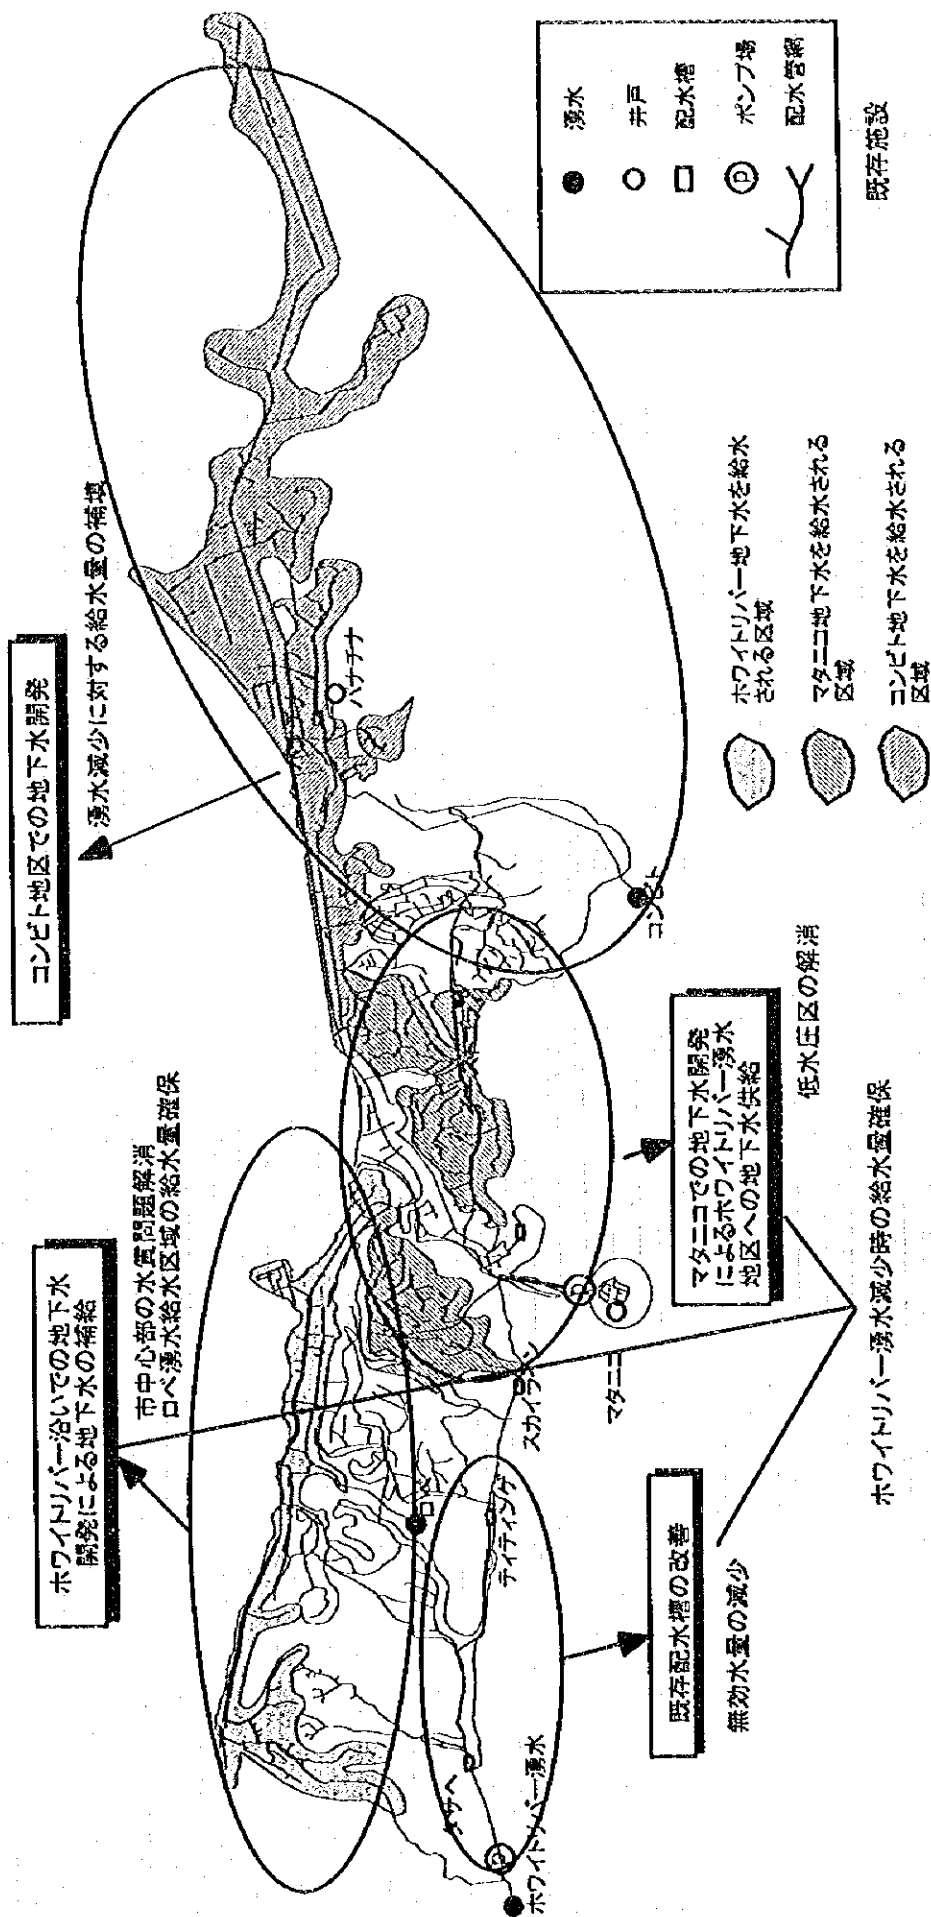 ホワイトリバー沿いでの地下水
開発による地下水の補給
市中心部の水質問題解消
ロベ湧水給水区域の給水量確保
コンビト地区での地下水開発
湧水減少に対する給水量の補填
ロベ
ホワイトリバー湧水
ティティンゲ
スカイライン
マタニコ
コンビト
パナチナ
既存配水槽の改善
無効水量の減少
マタニコでの地下水開発
によるホワイトリバー湧水
地区への地下水供給
低水圧区の解消
ホワイトリバー湧水減少時の給水量確保
ホワイトリバー地下水を給水
される区域
マタニコ地下水を給水される
区域
コンビト地下水を給水される
区域
湧水
井戸
配水槽
P ポンプ場
配水管網
既存施設